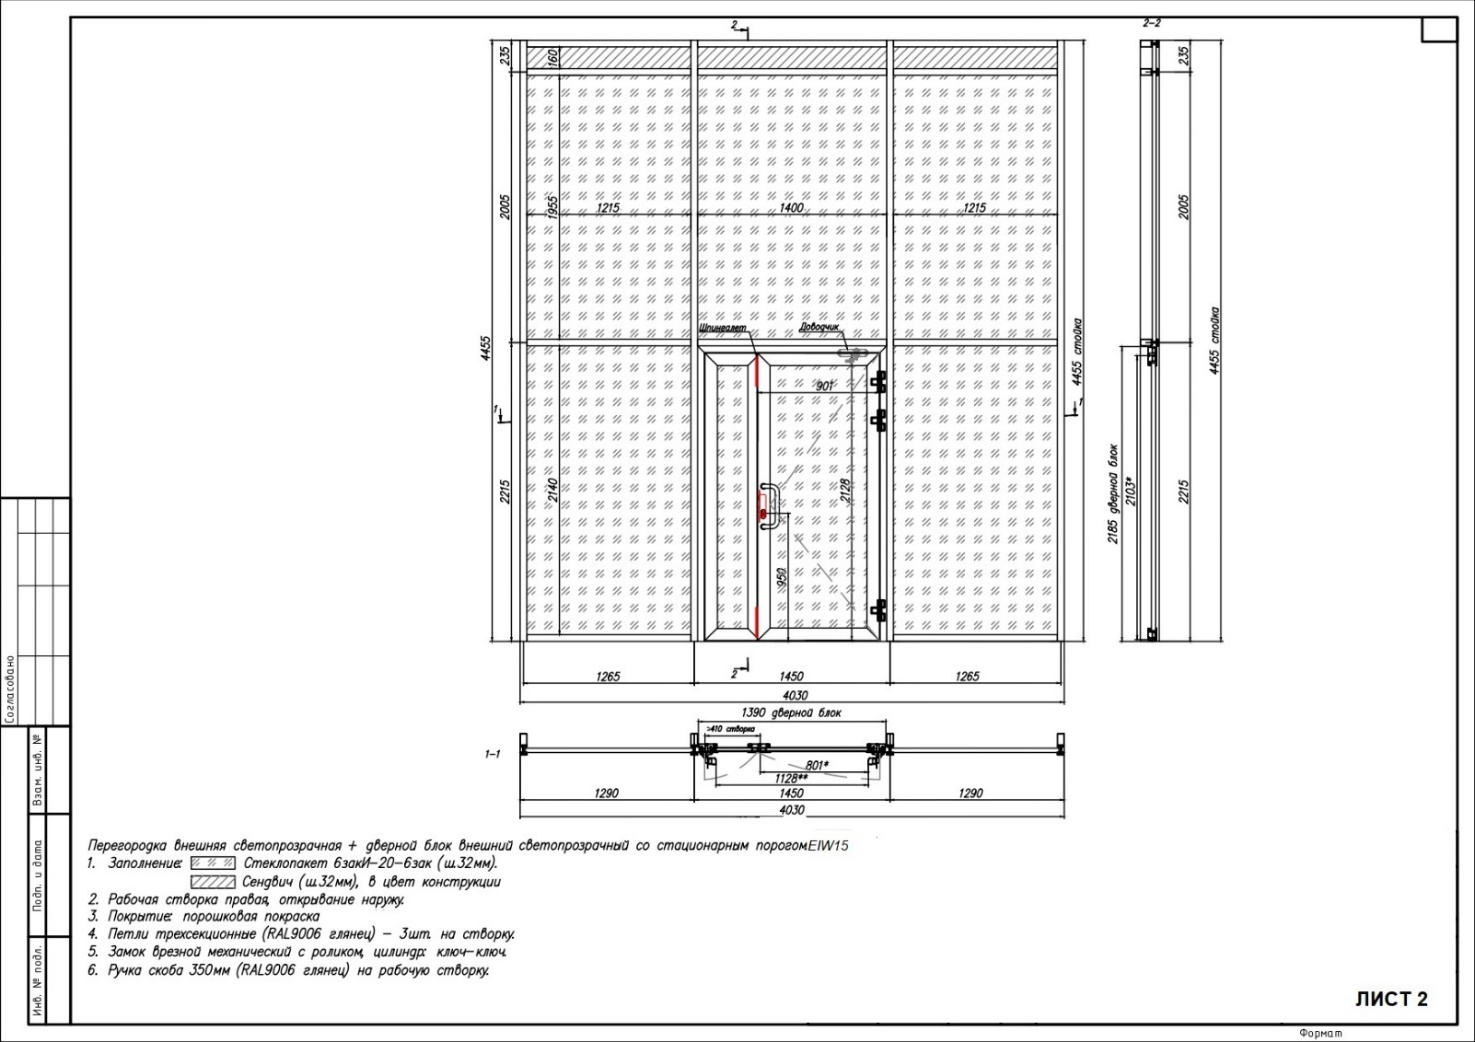 2
2-2
235
160
235
2005
1955
1215
1400
1215
2005
Шпингалет
Доводчик
4455
4455 стойка
4455 стойка
901
1
1
2215
2140
2128
950
2185 дверной блок
2103*
2215
2
1265
1450
1265
4030
1390 дверной блок
410 створка
1-1
801*
1128**
1290
1450
1290
4030
Перегородка внешняя светопрозрачная + дверной блок внешний светопрозрачный со стационарным порогомEIW15
1. Заполнение: Стеклопакет 6закИ-20-6зак (ш.32мм).
Сендвич (ш.32мм), в цвет конструкции
2. Рабочая створка правая, открывание наружу.
3. Покрытие: порошковая покраска
4. Петли трехсекционные (RAL9006 глянец) - 3шт. на створку.
5. Замок врезной механический с роликом, цилиндр: ключ-ключ.
6. Ручка скоба 350мм (RAL9006 глянец) на рабочую створку.
Согласовано
Взам. инв. №
Подп. и дата
Инв. № подл.
ЛИСТ 2
Формат